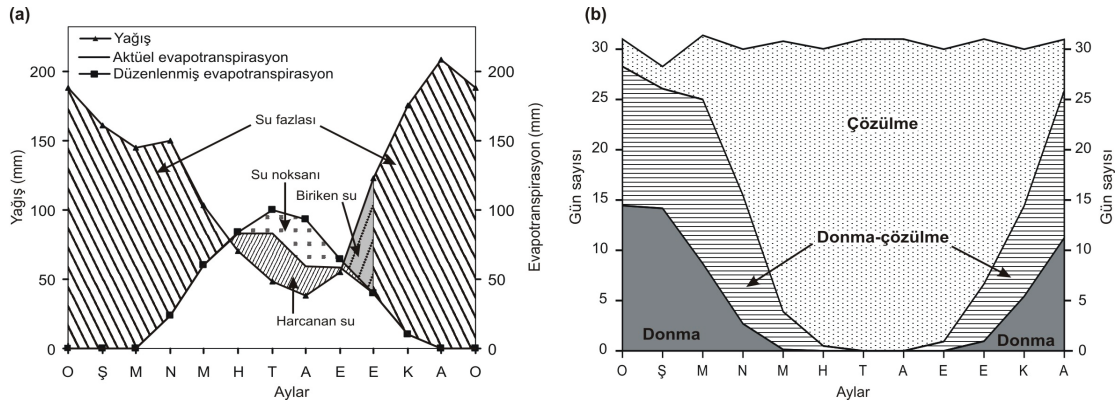 (a)
Yağış
Aktüel evapotranspirasyon
Düzenlenmiş evapotranspirasyon
200
150
100
50
0
Yağış (mm)
Su fazlası
Su noksanı
Biriken su
Harcanan su
200
150
100
50
0
Evapotranspirasyon (mm)
O Ş M N M H T A E E K A O
Aylar
(b)
30
25
20
15
10
5
0
Gün sayısı
Çözülme
Donma-çözülme
Donma
Donma
30
25
20
15
10
5
0
Gün sayısı
O Ş M N M H T A E E K A
Aylar